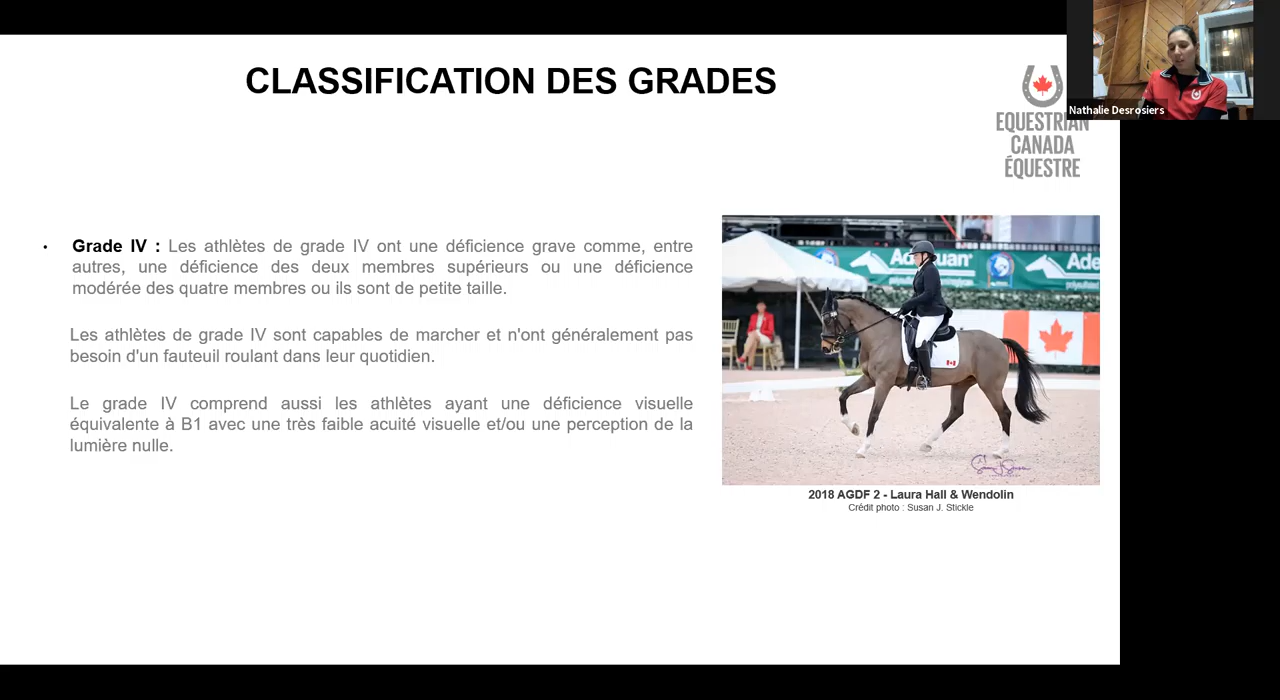 CLASSIFICATION DES GRADES
EQUESTRIAN
CANADA
ÉQUESTRE
Nathalie Desrosiers
• Grade IV : Les athlètes de grade IV ont une déficience grave comme, entre
autres, une déficience des deux membres supérieurs ou une déficience
modérée des quatre membres ou ils sont de petite taille.
Les athlètes de grade IV sont capables de marcher et n'ont généralement pas
besoin d'un fauteuil roulant dans leur quotidien.
Le grade IV comprend aussi les athlètes ayant une déficience visuelle
équivalente à B1 avec une très faible acuité visuelle et/ou une perception de la
lumière nulle.
Adequan
Ade
2018 AGDF 2 - Laura Hall & Wendolin
Crédit photo : Susan J. Stickle